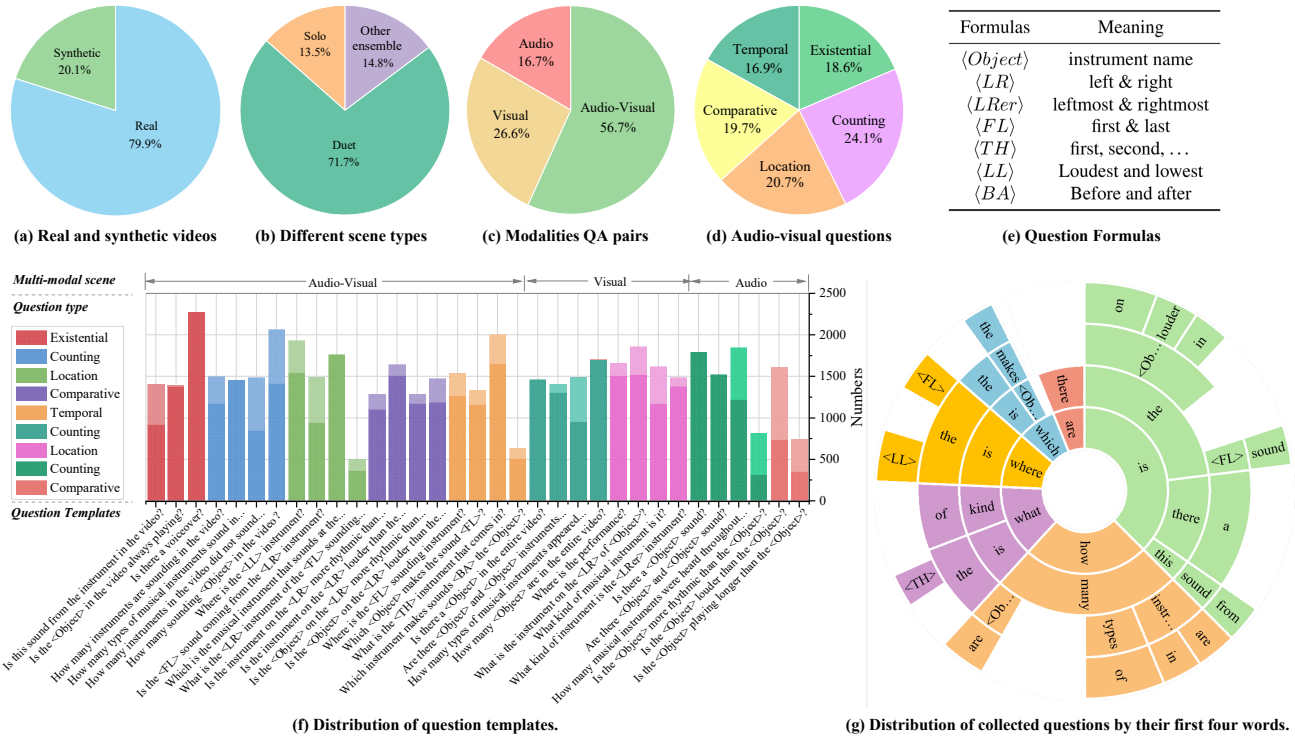 Synthetic
20.1%
Real
79.9%
(a) Real and synthetic videos
Solo
13.5%
Other
ensemble
14.8%
Duet
71.7%
(b) Different scene types
Audio
16.7%
Visual
26.6%
Audio-Visual
56.7%
(c) Modalities QA pairs
Temporal
16.9%
Existential
18.6%
Comparative
19.7%
Counting
24.1%
Location
20.7%
(d) Audio-visual questions
Formulas Meaning
⟨Object⟩ instrument name
⟨LR⟩ left & right
⟨LRer⟩ leftmost & rightmost
⟨FL⟩ first & last
⟨TH⟩ first, second, …
⟨LL⟩ Loudest and lowest
⟨BA⟩ Before and after
(e) Question Formulas
Multi-modal scene
Audio-Visual
Visual
Audio
Question type
Existential
Counting
Location
Comparative
Temporal
Counting
Location
Counting
Comparative
Question Templates
2500
2000
1500
1000
500
0
Numbers
Is this sound from the instrument in the video?
Is the <Object> in the video always playing?
Is there a voiceover?
How many instruments are sounding in the video?
How many types of musical instruments sound in...
How many instruments in the video did not sound...
How many sounding <Object> in the video ?
Where is the <LL> instrument?
Is the <FL> sound coming from the <LR> instrument?
Which is the musical instrument that sounds at the...
What is the <LR> instrument of the <FL> sounding...
Is the instrument on the <LR> more rhythmic than...
Is the instrument on the <LR> louder than the...
Is the <Object> on the <LR> more rhythmic than...
Is the <Object> on the <LR> louder than the...
Where is the <FL> sounding instrument?
Which <Object> makes the sound <FL>?
What is the <TH> instrument that comes in?
Which instrument makes sounds <BA> the <Object>?
Is there a <Object> in the entire video?
Are there <Object> and <Object> instruments...
How many types of musical instruments appeared...
How many <Object> are in the entire video?
Where is the performance?
What is the instrument on the <LR> of <Object>?
What kind of musical instrument is it?
What kind of instrument is the <LRer> instrument?
Is there a <Object> sound?
Are there <Object> and <Object> sound?
How many musical instruments were heard throughout...
Is the <Object> more rhythmic than the <Object>?
Is the <Object> louder than the <Object>?
Is the <Object> playing longer than the <Object>?
(f) Distribution of question templates.
is
the
<Ob...
on
louder
in
<FL>
sound
there
a
this
sound
from
how
many
instr...
are
in
types
of
<Ob...
are
what
is
the
<TH>
kind
of
where
is
the
<LL>
<FL>
which
is
the
<Ob...
makes
the
are
there
(g) Distribution of collected questions by their first four words.